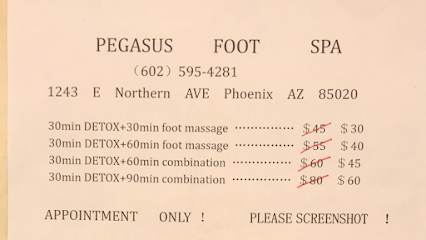 PEGASUS FOOT SPA
(602) 595-4281
1243 E Northern AVE Phoenix AZ 85020
30min DETOX+30min foot massage ··············· $45 $30
30min DETOX+60min foot massage ··············· $55 $40
30min DETOX+60min combination ··············· $60 $45
30min DETOX+90min combination ··············· $80 $60
APPOINTMENT ONLY ! PLEASE SCREENSHOT !